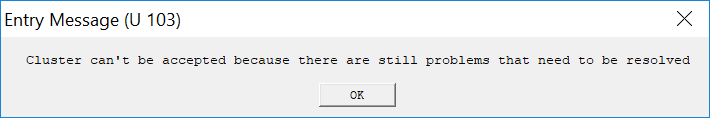 Entry Message (U 103)
Cluster can't be accepted because there are still problems that need to be resolved
OK